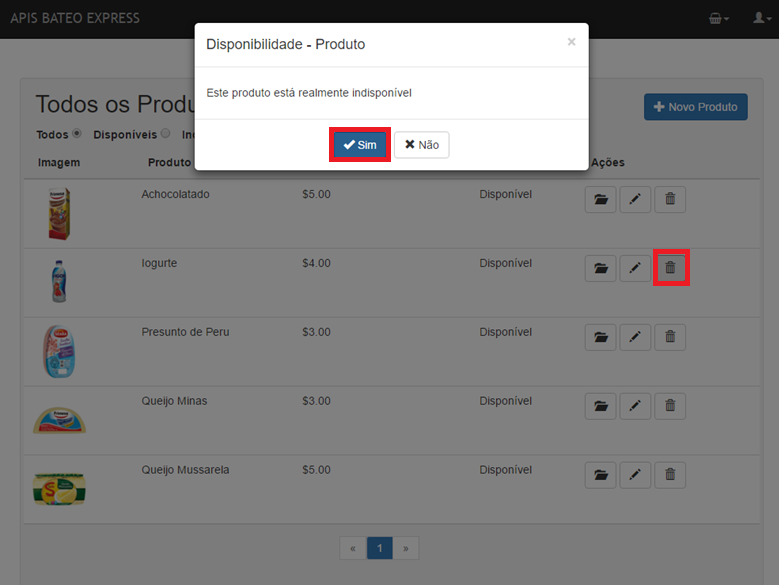 APIS BATEO EXPRESS
Disponibilidade - Produto
×
Este produto está realmente indisponível
Sim
Não
Todos os Produ
Novo Produto
Todos Disponíveis In
Imagem Produto Ações
Achocolatado $5.00 Disponível
Iogurte $4.00 Disponível
Presunto de Peru $3.00 Disponível
Queijo Minas $3.00 Disponível
Queijo Mussarela $5.00 Disponível
« 1 »